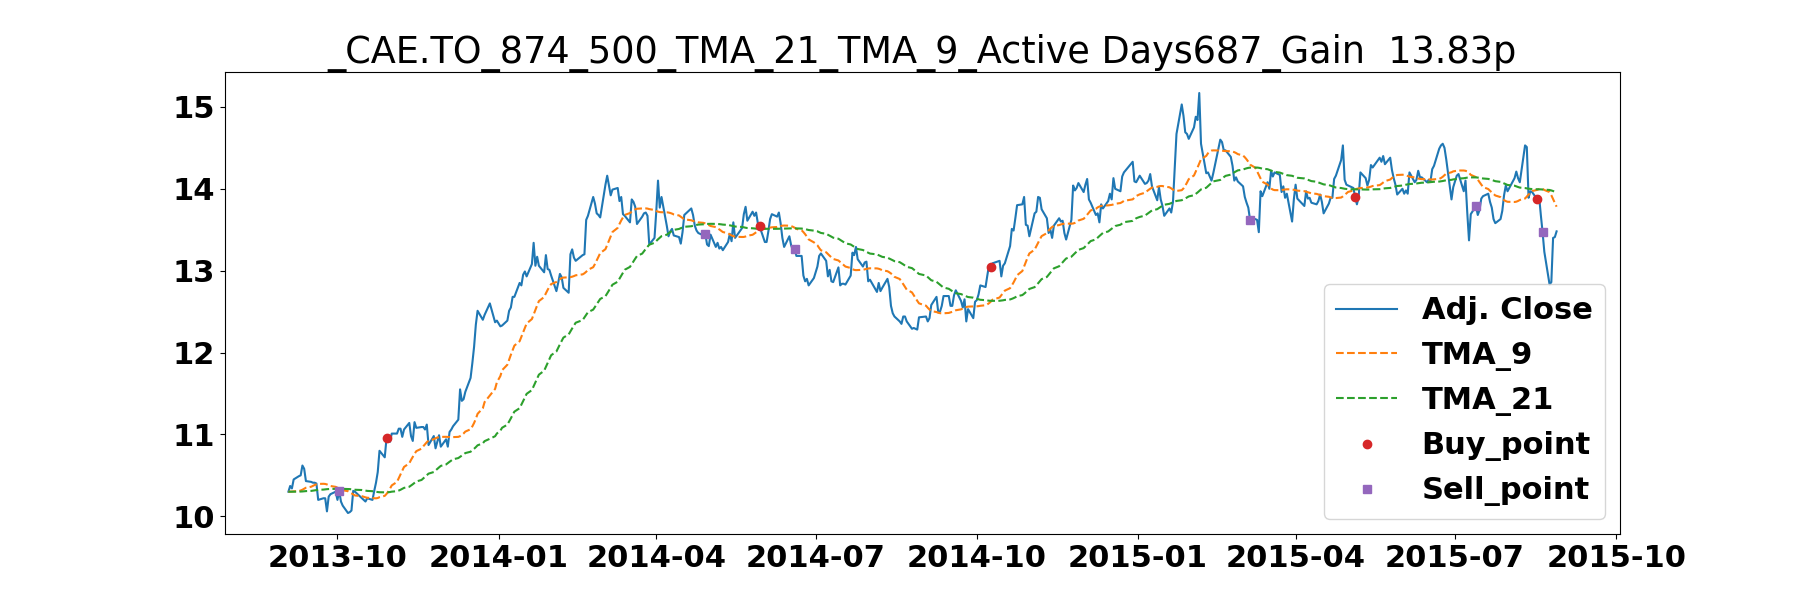 _CAE.TO_874_500_TMA_21_TMA_9_Active Days687_Gain  13.83p
15
14
13
12
11
10
2013-10
2014-01
2014-04
2014-07
2014-10
2015-01
2015-04
2015-07
2015-10
Adj. Close
TMA_9
TMA_21
Buy_point
Sell_point